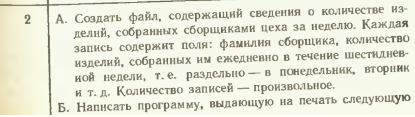 2 А. Создать файл, содержащий сведения о количестве из-
делий, собранных сборщиками цеха за неделю. Каждая
запись содержит поля: фамилия сборщика, количество
изделий, собранных им ежедневно в течение шестиднев-
ной недели, т. е. раздельно — в понедельник, вторник
и т. д. Количество записей — произвольное.
Б. Написать программу, выдающую на печать следующую